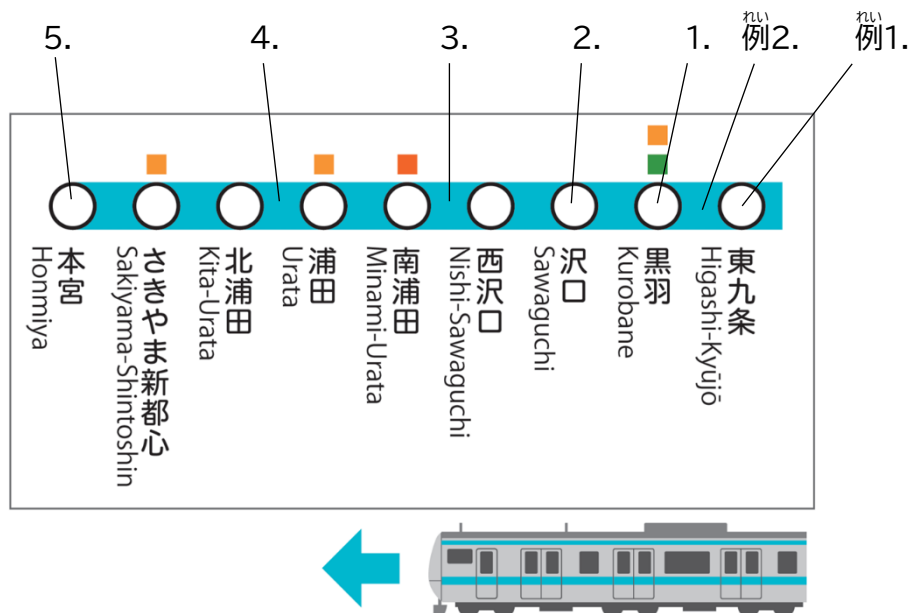 5.
4.
3.
2.
1.
れい
例2.
れい
例1.
本宮
Honmiya
さきやま新都心
Sakiyama-Shintoshin
北浦田
Kita-Urata
浦田
Urata
南浦田
Minami-Urata
西沢口
Nishi-Sawaguchi
沢口
Sawaguchi
黒羽
Kurobane
東九条
Higashi-Kyūjō